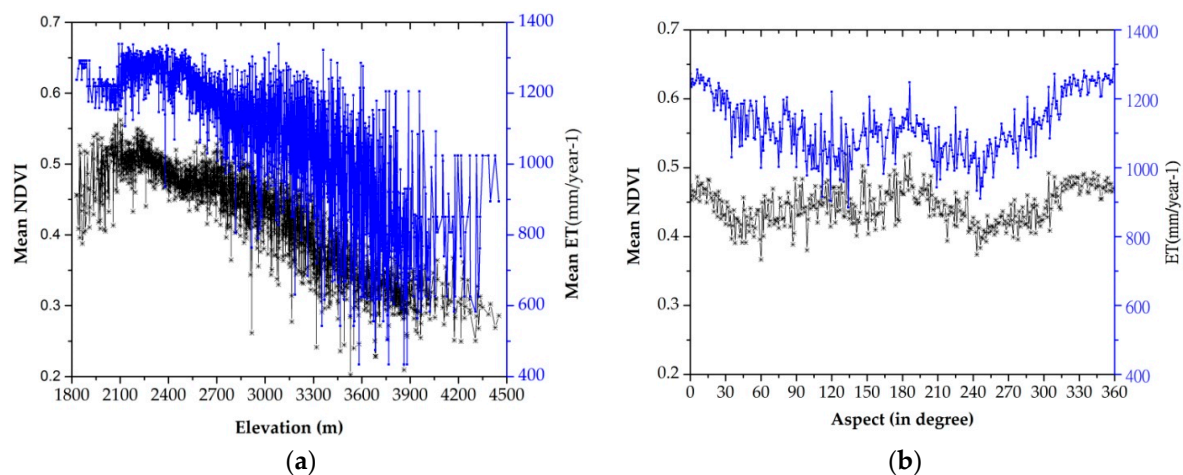 0.7
0.6
0.5
0.4
0.3
0.2
Mean NDVI
1800 2100 2400 2700 3000 3300 3600 3900 4200 4500
Elevation (m)
1400
1200
1000
800
600
400
Mean ET(mm/year-1)
(a)
0.7
0.6
0.5
0.4
0.3
0.2
Mean NDVI
0 30 60 90 120 150 180 210 240 270 300 330 360
Aspect (in degree)
1400
1200
1000
800
600
400
ET(mm/year-1)
(b)